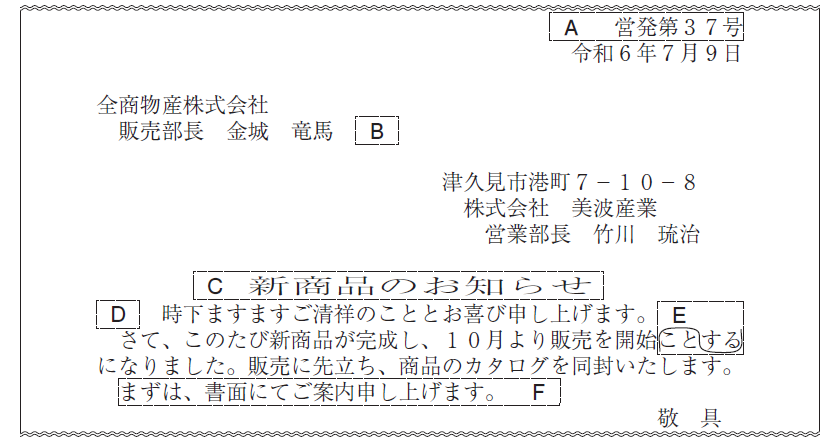 A　営発第３７号
令和６年７月９日
全商物産株式会社
販売部長　金城　竜馬　B
津久見市港町７－１０－８
株式会社　美波産業
営業部長　竹川　琉治
C　新商品のお知らせ
D　時下ますますご清祥のこととお喜び申し上げます。　E
さて、このたび新商品が完成し、１０月より販売を開始ことする
になりました。販売に先立ち、商品のカタログを同封いたします。
まずは、書面にてご案内申し上げます。　F
敬　具